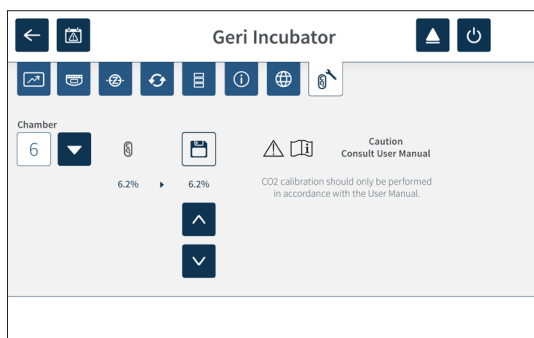 Geri Incubator
Chamber
6
6.2%
6.2%
Caution
Consult User Manual
CO2 calibration should only be performed
in accordance with the User Manual.